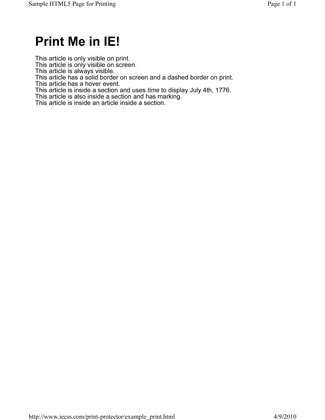 Sample HTML5 Page for Printing Page 1 of 1
Print Me in IE!
This article is only visible on print.
This article is only visible on screen.
This article is always visible.
This article has a solid border on screen and a dashed border on print.
This article has a hover event.
This article is inside a section and uses time to display July 4th, 1776.
This article is also inside a section and has marking.
This article is inside an article inside a section.
http://www.iecss.com/print-protector/example_print.html 4/9/2010